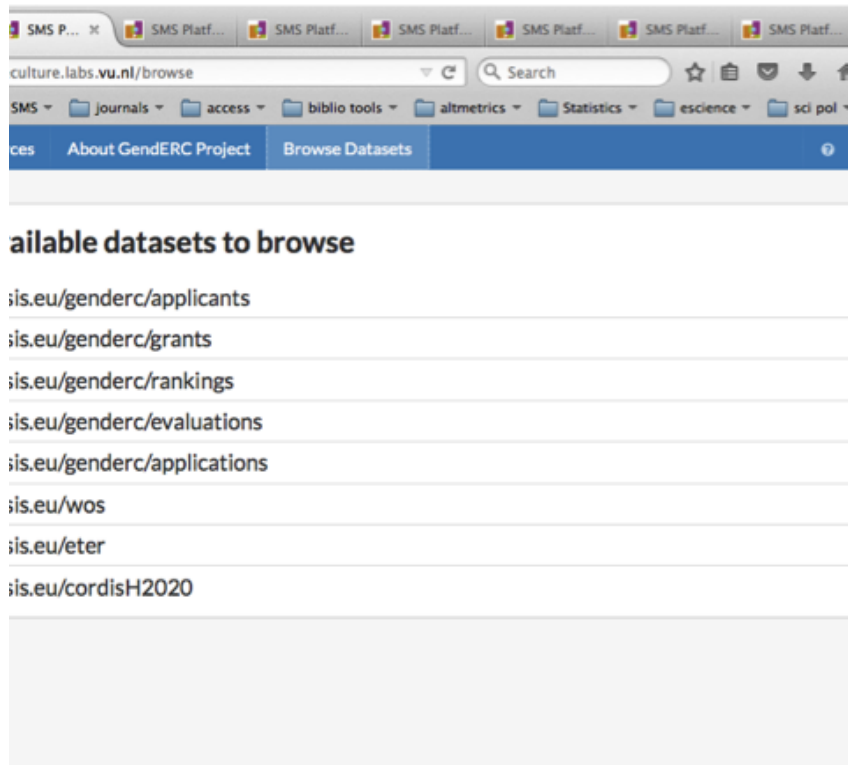 SMS P... SMS Platf... SMS Platf... SMS Platf... SMS Platf... SMS Platf... SMS Platf...
culture.labs.vu.nl/browse Search
SMS journals access biblio tools altmetrics Statistics escience sci pol
ces About GendERC Project Browse Datasets
ailable datasets to browse
sis.eu/genderc/applicants
sis.eu/genderc/grants
sis.eu/genderc/rankings
sis.eu/genderc/evaluations
sis.eu/genderc/applications
sis.eu/wos
sis.eu/eter
sis.eu/cordisH2020